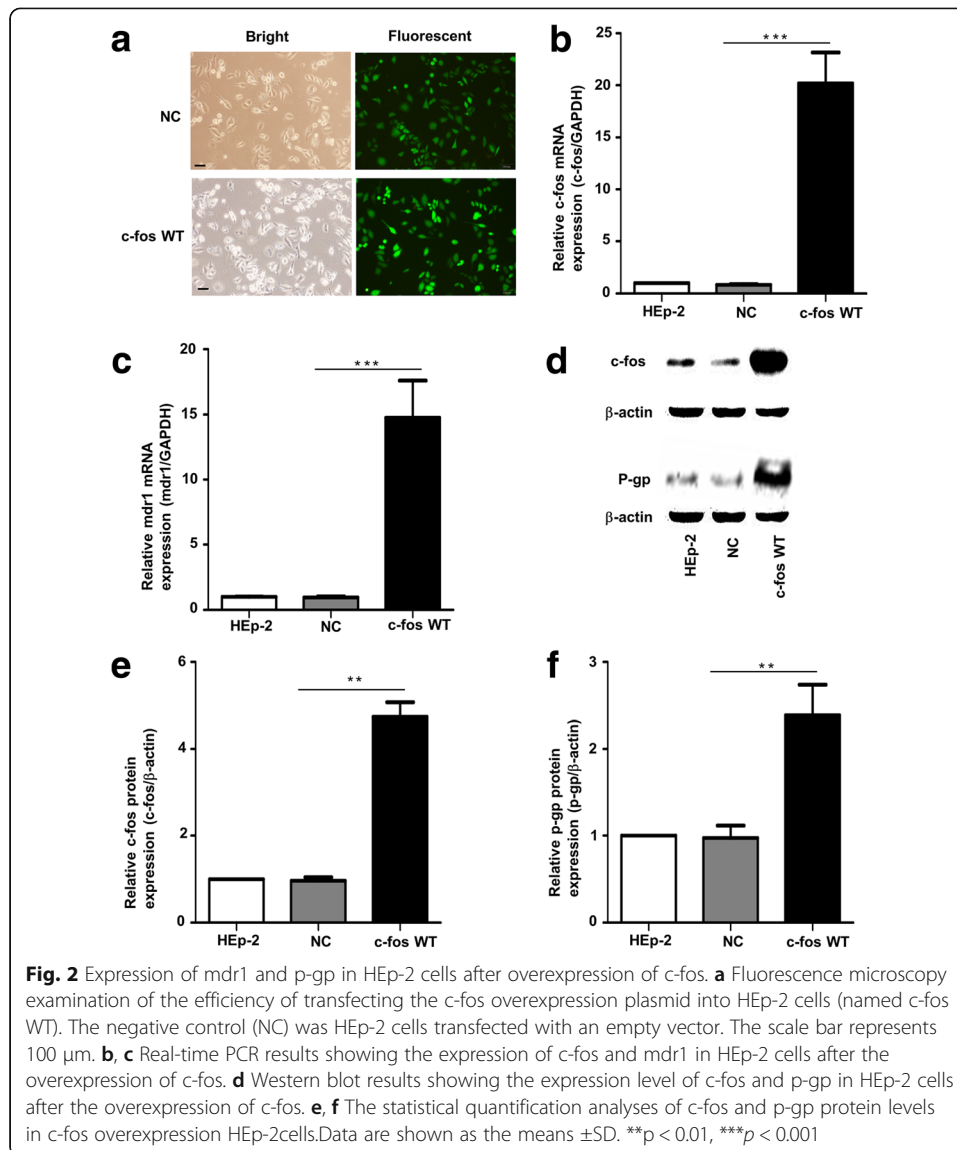 a
Bright
Fluorescent
NC
c-fos WT
b
Relative c-fos mRNA
expression (c-fos/GAPDH)
25
20
15
10
5
0
***
HEp-2
NC
c-fos WT
c
Relative mdr1 mRNA
expression (mdr1/GAPDH)
20
15
10
5
0
***
HEp-2
NC
c-fos WT
d
c-fos
β-actin
P-gp
β-actin
HEp-2
NC
c-fos WT
e
Relative c-fos protein
expression (c-fos/β-actin)
6
4
2
0
**
HEp-2
NC
c-fos WT
f
Relative p-gp protein
expression (p-gp/β-actin)
3
2
1
0
**
HEp-2
NC
c-fos WT
Fig. 2 Expression of mdr1 and p-gp in HEp-2 cells after overexpression of c-fos. a Fluorescence microscopy
examination of the efficiency of transfecting the c-fos overexpression plasmid into HEp-2 cells (named c-fos
WT). The negative control (NC) was HEp-2 cells transfected with an empty vector. The scale bar represents
100 μm. b, c Real-time PCR results showing the expression of c-fos and mdr1 in HEp-2 cells after the
overexpression of c-fos. d Western blot results showing the expression level of c-fos and p-gp in HEp-2 cells
after the overexpression of c-fos. e, f The statistical quantification analyses of c-fos and p-gp protein levels
in c-fos overexpression HEp-2cells.Data are shown as the means ±SD. **p < 0.01, ***p < 0.001